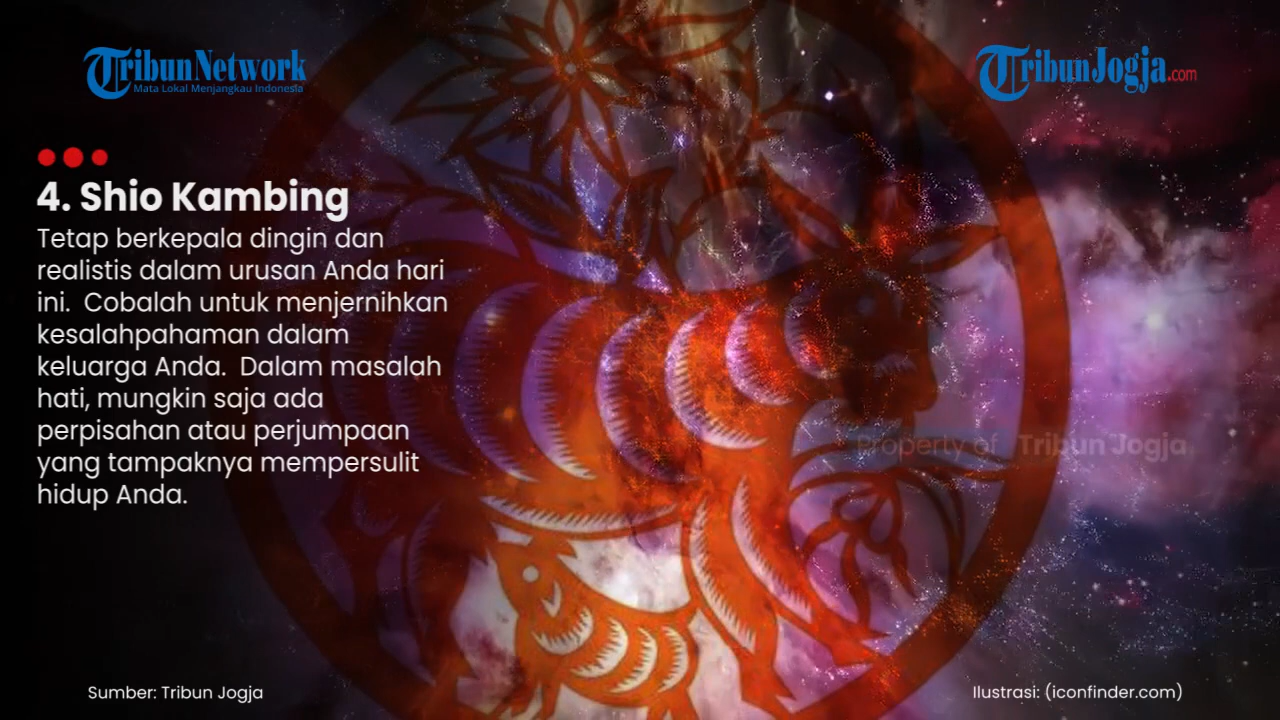 TribunNetwork
Mata Lokal Menjangkau Indonesia
TribunJogja.com
4. Shio Kambing
Tetap berkepala dingin dan
realistis dalam urusan Anda hari
ini.  Cobalah untuk menjernihkan
kesalahpahaman dalam
keluarga Anda.  Dalam masalah
hati, mungkin saja ada
perpisahan atau perjumpaan
yang tampaknya mempersulit
hidup Anda.
Property of Tribun Jogja
Sumber: Tribun Jogja
Ilustrasi: (iconfinder.com)